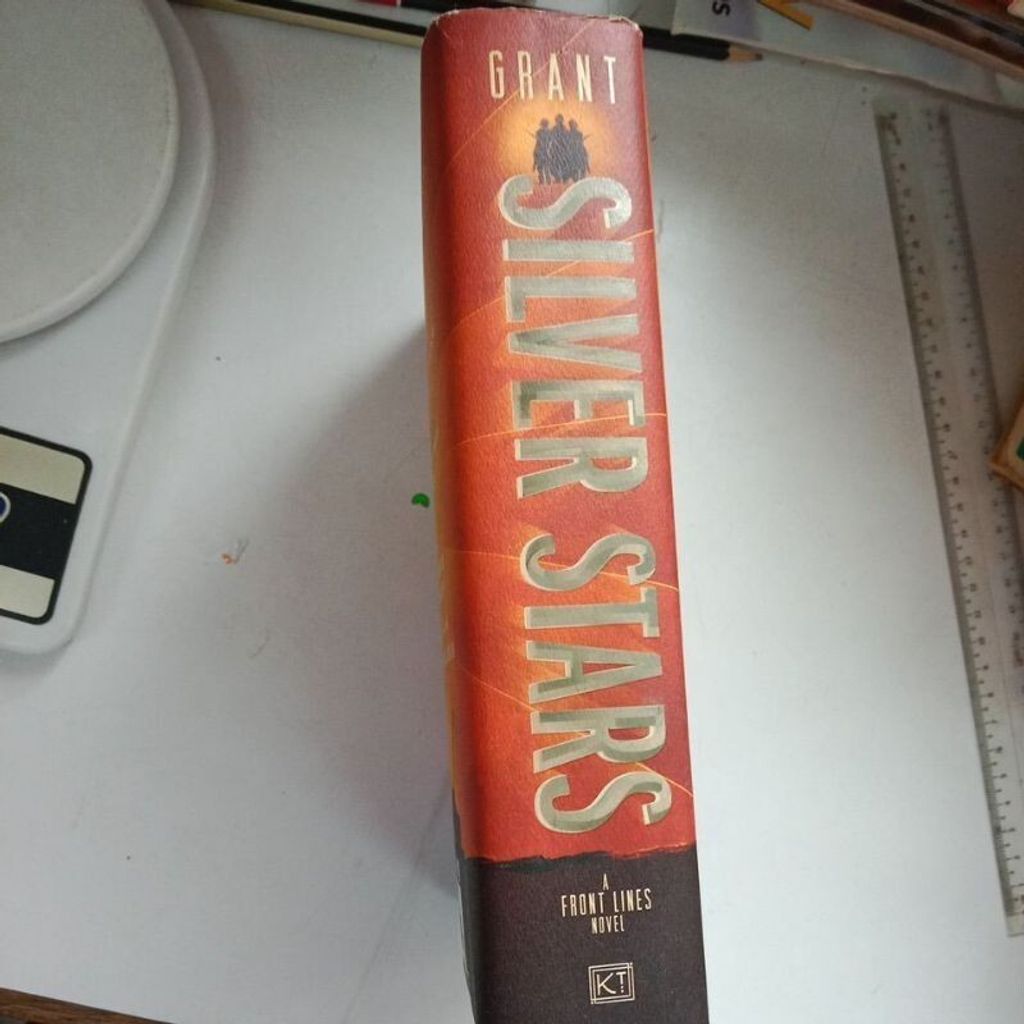 GRANT
SILVER STARS
A
FRONT LINES
NOVEL
KT